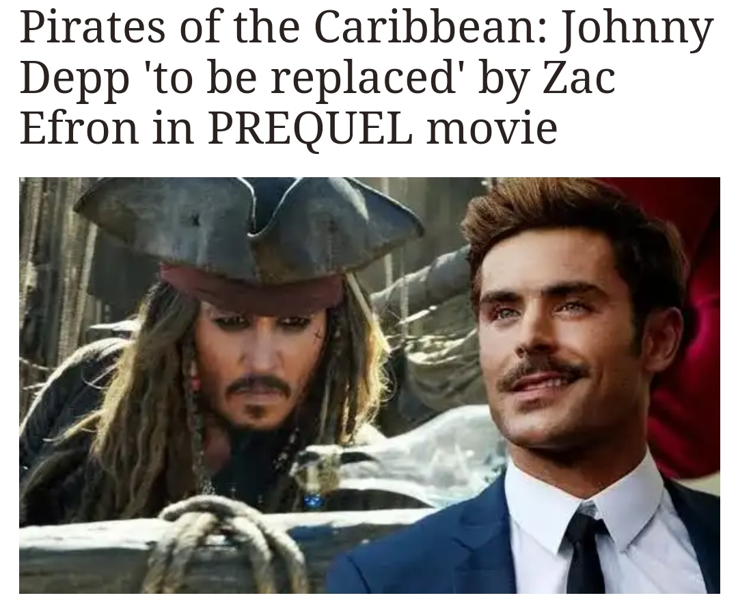 Pirates of the Caribbean: Johnny
Depp 'to be replaced' by Zac
Efron in PREQUEL movie